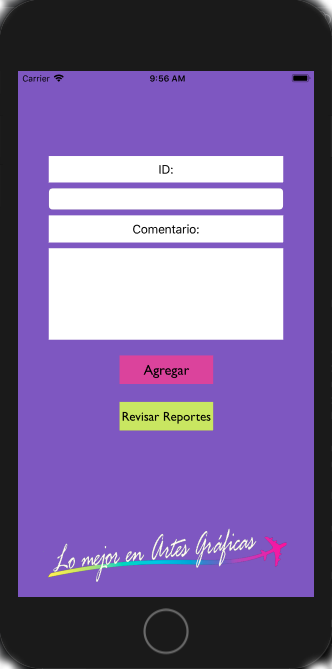 Carrier 9:56 AM
ID:
Comentario:
Agregar
Revisar Reportes
Lo mejor en Artes Gráficas